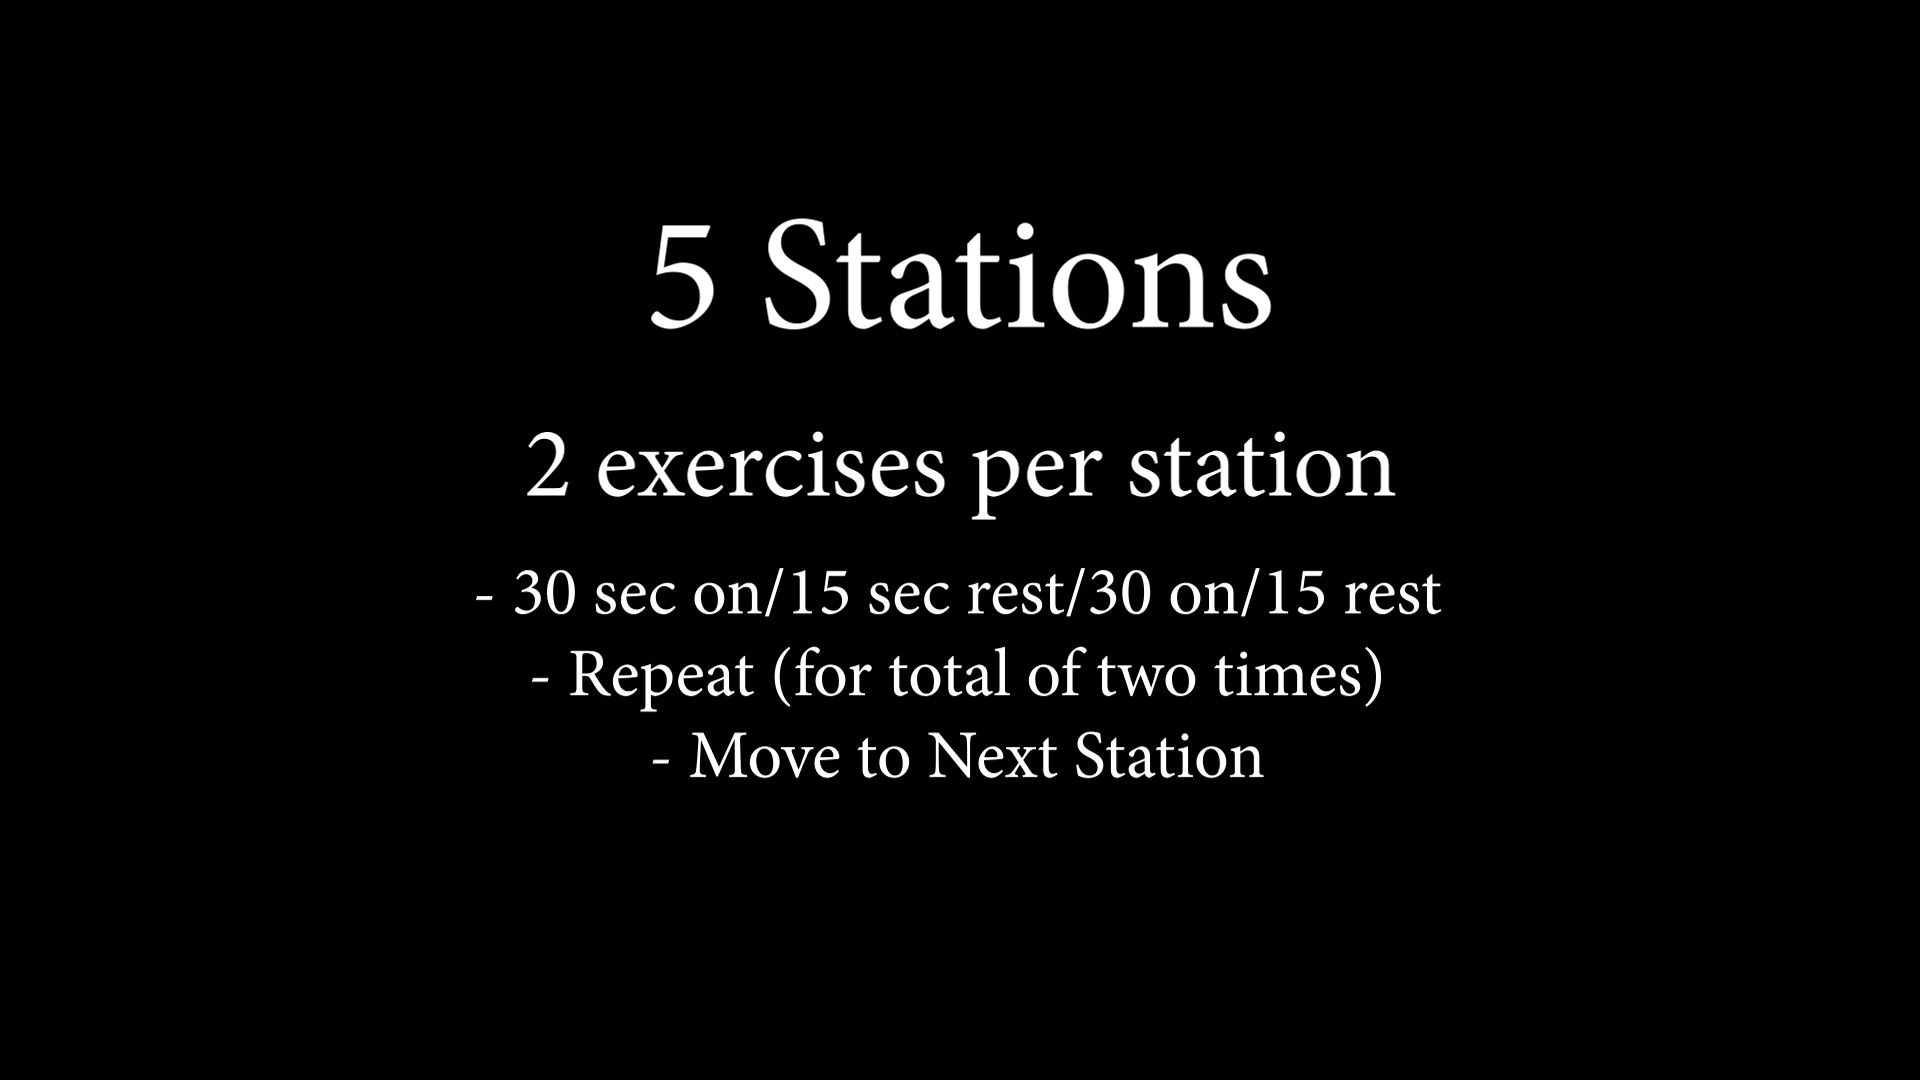 5 Stations
2 exercises per station
- 30 sec on/15 sec rest/30 on/15 rest
- Repeat (for total of two times)
- Move to Next Station